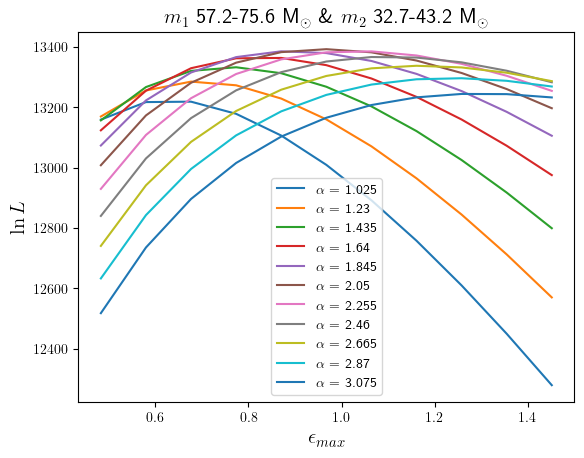 m₁ 57.2-75.6 M⊙ & m₂ 32.7-43.2 M⊙
13400
13200
13000
12800
12600
12400
ln L
α = 1.025
α = 1.23
α = 1.435
α = 1.64
α = 1.845
α = 2.05
α = 2.255
α = 2.46
α = 2.665
α = 2.87
α = 3.075
0.6 0.8 1.0 1.2 1.4
ϵmax